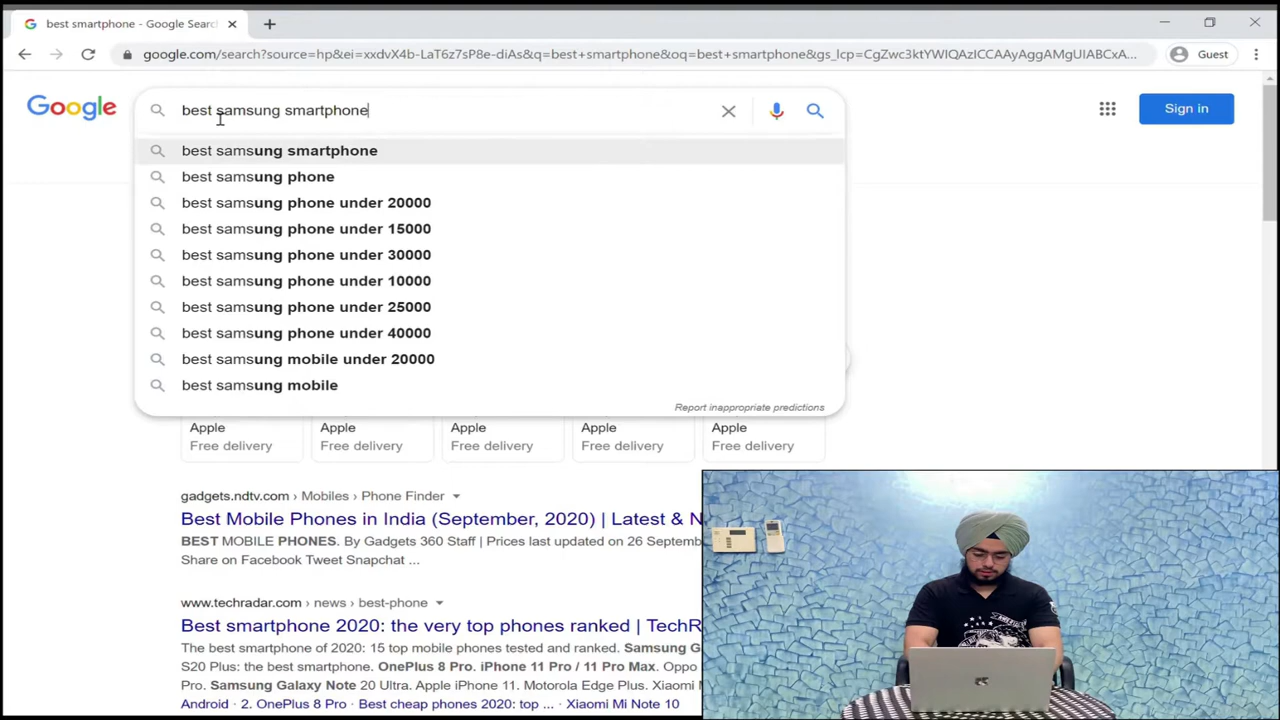 best smartphone - Google Search
google.com/search?source=hp&ei=xxdvX4b-LaT6z7sP8e-diAs&q=best+smartphone&oq=best+smartphone&gs_lcp=CgZwc3ktYWIQAzICCAAyAggAMgUIABCxA...
Guest
Google
best samsung smartphone
Sign in
best samsung smartphone
best samsung phone
best samsung phone under 20000
best samsung phone under 15000
best samsung phone under 30000
best samsung phone under 10000
best samsung phone under 25000
best samsung phone under 40000
best samsung mobile under 20000
best samsung mobile
Report inappropriate predictions
Apple Apple Apple Apple Apple
Free delivery Free delivery Free delivery Free delivery Free delivery
gadgets.ndtv.com › Mobiles › Phone Finder
Best Mobile Phones in India (September, 2020) | Latest & N
BEST MOBILE PHONES. By Gadgets 360 Staff | Prices last updated on 26 September
Share on Facebook Tweet Snapchat ...
www.techradar.com › news › best-phone
Best smartphone 2020: the very top phones ranked | TechR
The best smartphone of 2020: 15 top mobile phones tested and ranked.
S20 Plus: the best smartphone. OnePlus 8 Pro. iPhone 11 Pro / 11 Pro Max. Oppo
Pro. Samsung Galaxy Note 20 Ultra. Apple iPhone 11. Motorola Edge Plus. Xiaomi
Android · 2. OnePlus 8 Pro · Best cheap phones 2020: top ... · Xiaomi Mi Note 10